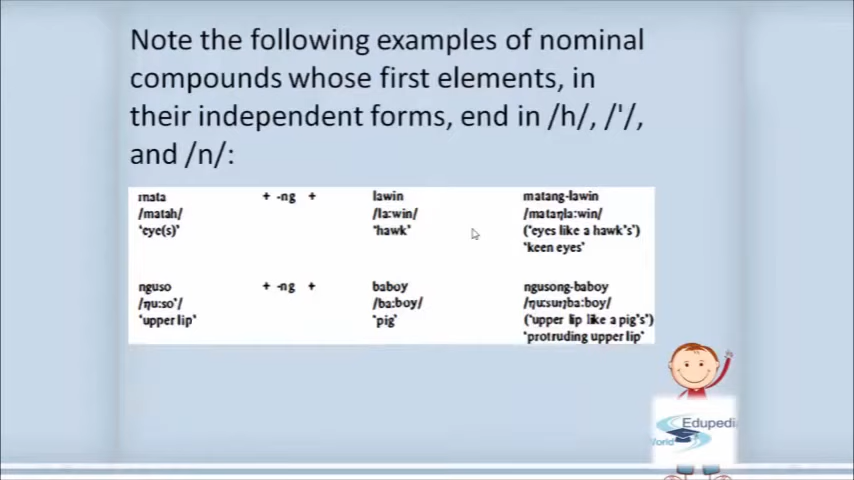 Note the following examples of nominal
compounds whose first elements, in
their independent forms, end in /h/, /'/,
and /n/:
mata + -ng + lawin matang-lawin
/matah/ /la:win/ /mataŋla:win/
'eye(s)' 'hawk' ('eyes like a hawk's')
'keen eyes'
nguso + -ng + baboy ngusong-baboy
/ŋu:so'/ /ba:boy/ /ŋu:suŋba:boy/
'upper lip' 'pig' ('upper lip like a pig's')
'protruding upper lip'
Edupedia
World